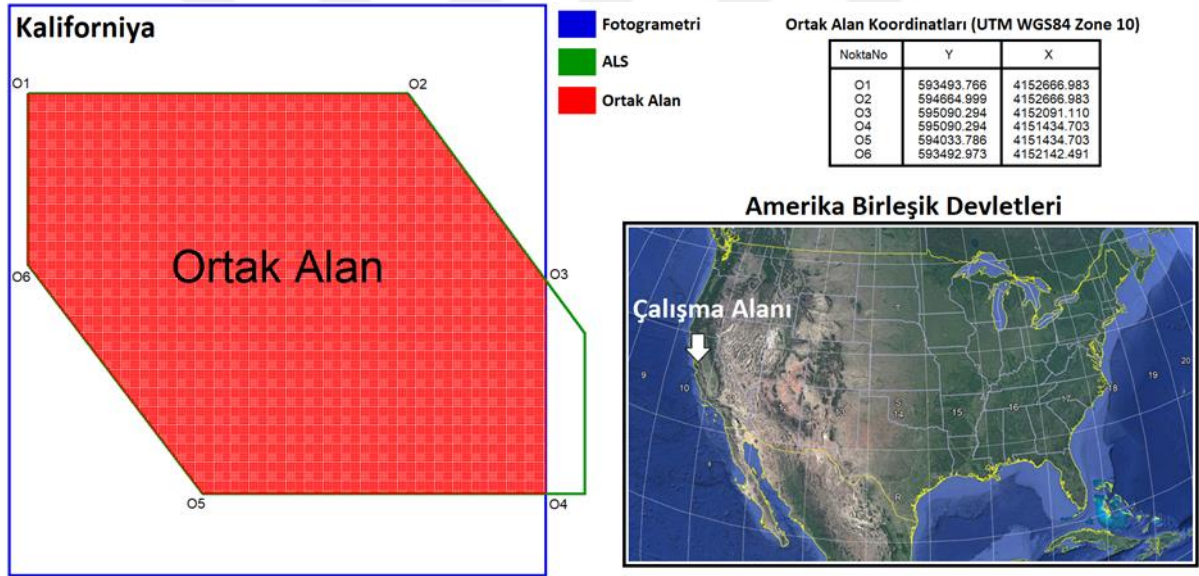 Kaliforniya
O1
O2
O3
O4
O5
O6
Ortak Alan
Fotogrametri
ALS
Ortak Alan
Ortak Alan Koordinatları (UTM WGS84 Zone 10)
NoktaNo Y X
O1 593493.766 4152666.983
O2 594664.999 4152666.983
O3 595090.294 4152091.110
O4 595090.294 4151434.703
O5 594033.786 4151434.703
O6 593492.973 4152142.491
Amerika Birleşik Devletleri
Çalışma Alanı
9
10
S
14
15
16
17
18
19
20
T
R